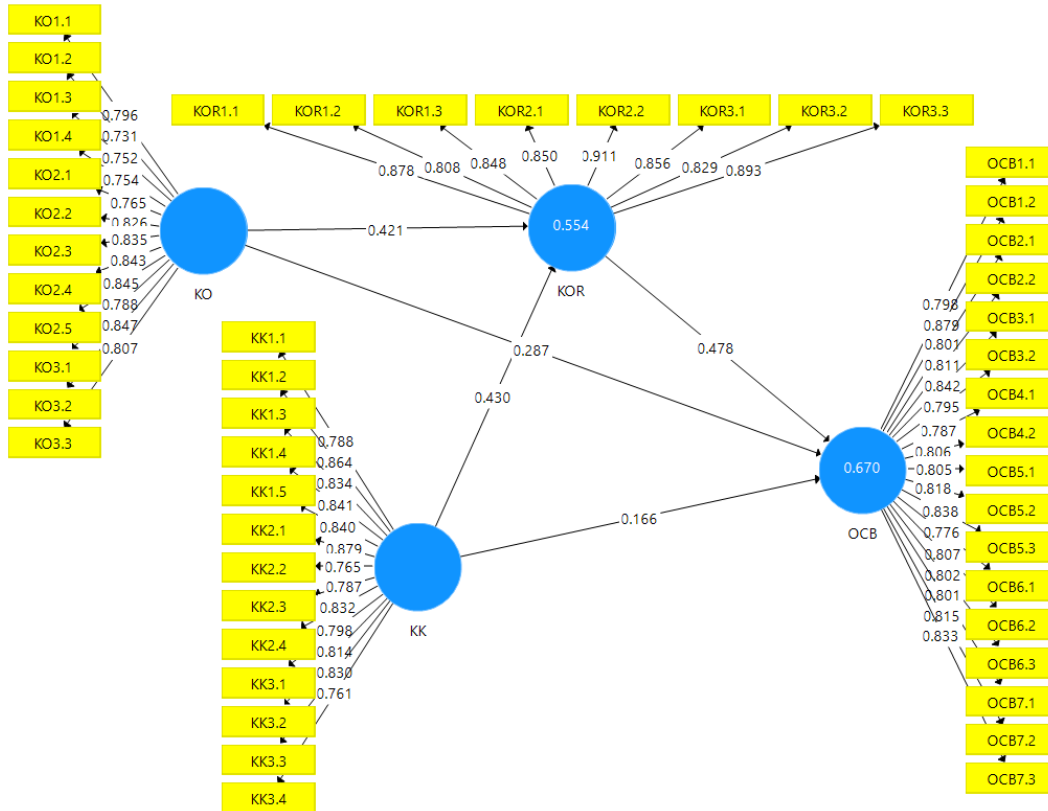 KO1.1
KO1.2
KO1.3
KO1.4
KO2.1
KO2.2
KO2.3
KO2.4
KO2.5
KO3.1
KO3.2
KO3.3
0.796
0.731
0.752
0.754
0.765
0.826
0.835
0.843
0.845
0.788
0.847
0.807
KO
KOR1.1
KOR1.2
KOR1.3
KOR2.1
KOR2.2
KOR3.1
KOR3.2
KOR3.3
0.878
0.808
0.848
0.850
0.911
0.856
0.829
0.893
0.421
0.554
KOR
0.287
0.478
0.430
KK1.1
KK1.2
KK1.3
KK1.4
KK1.5
KK2.1
KK2.2
KK2.3
KK2.4
KK3.1
KK3.2
KK3.3
KK3.4
0.788
0.864
0.834
0.841
0.840
0.879
0.765
0.787
0.832
0.798
0.814
0.830
0.761
KK
0.166
0.670
OCB
0.798
0.879
0.801
0.811
0.842
0.795
0.787
0.806
0.805
0.818
0.838
0.776
0.807
0.802
0.801
0.815
0.833
OCB1.1
OCB1.2
OCB2.1
OCB2.2
OCB3.1
OCB3.2
OCB4.1
OCB4.2
OCB5.1
OCB5.2
OCB5.3
OCB6.1
OCB6.2
OCB6.3
OCB7.1
OCB7.2
OCB7.3